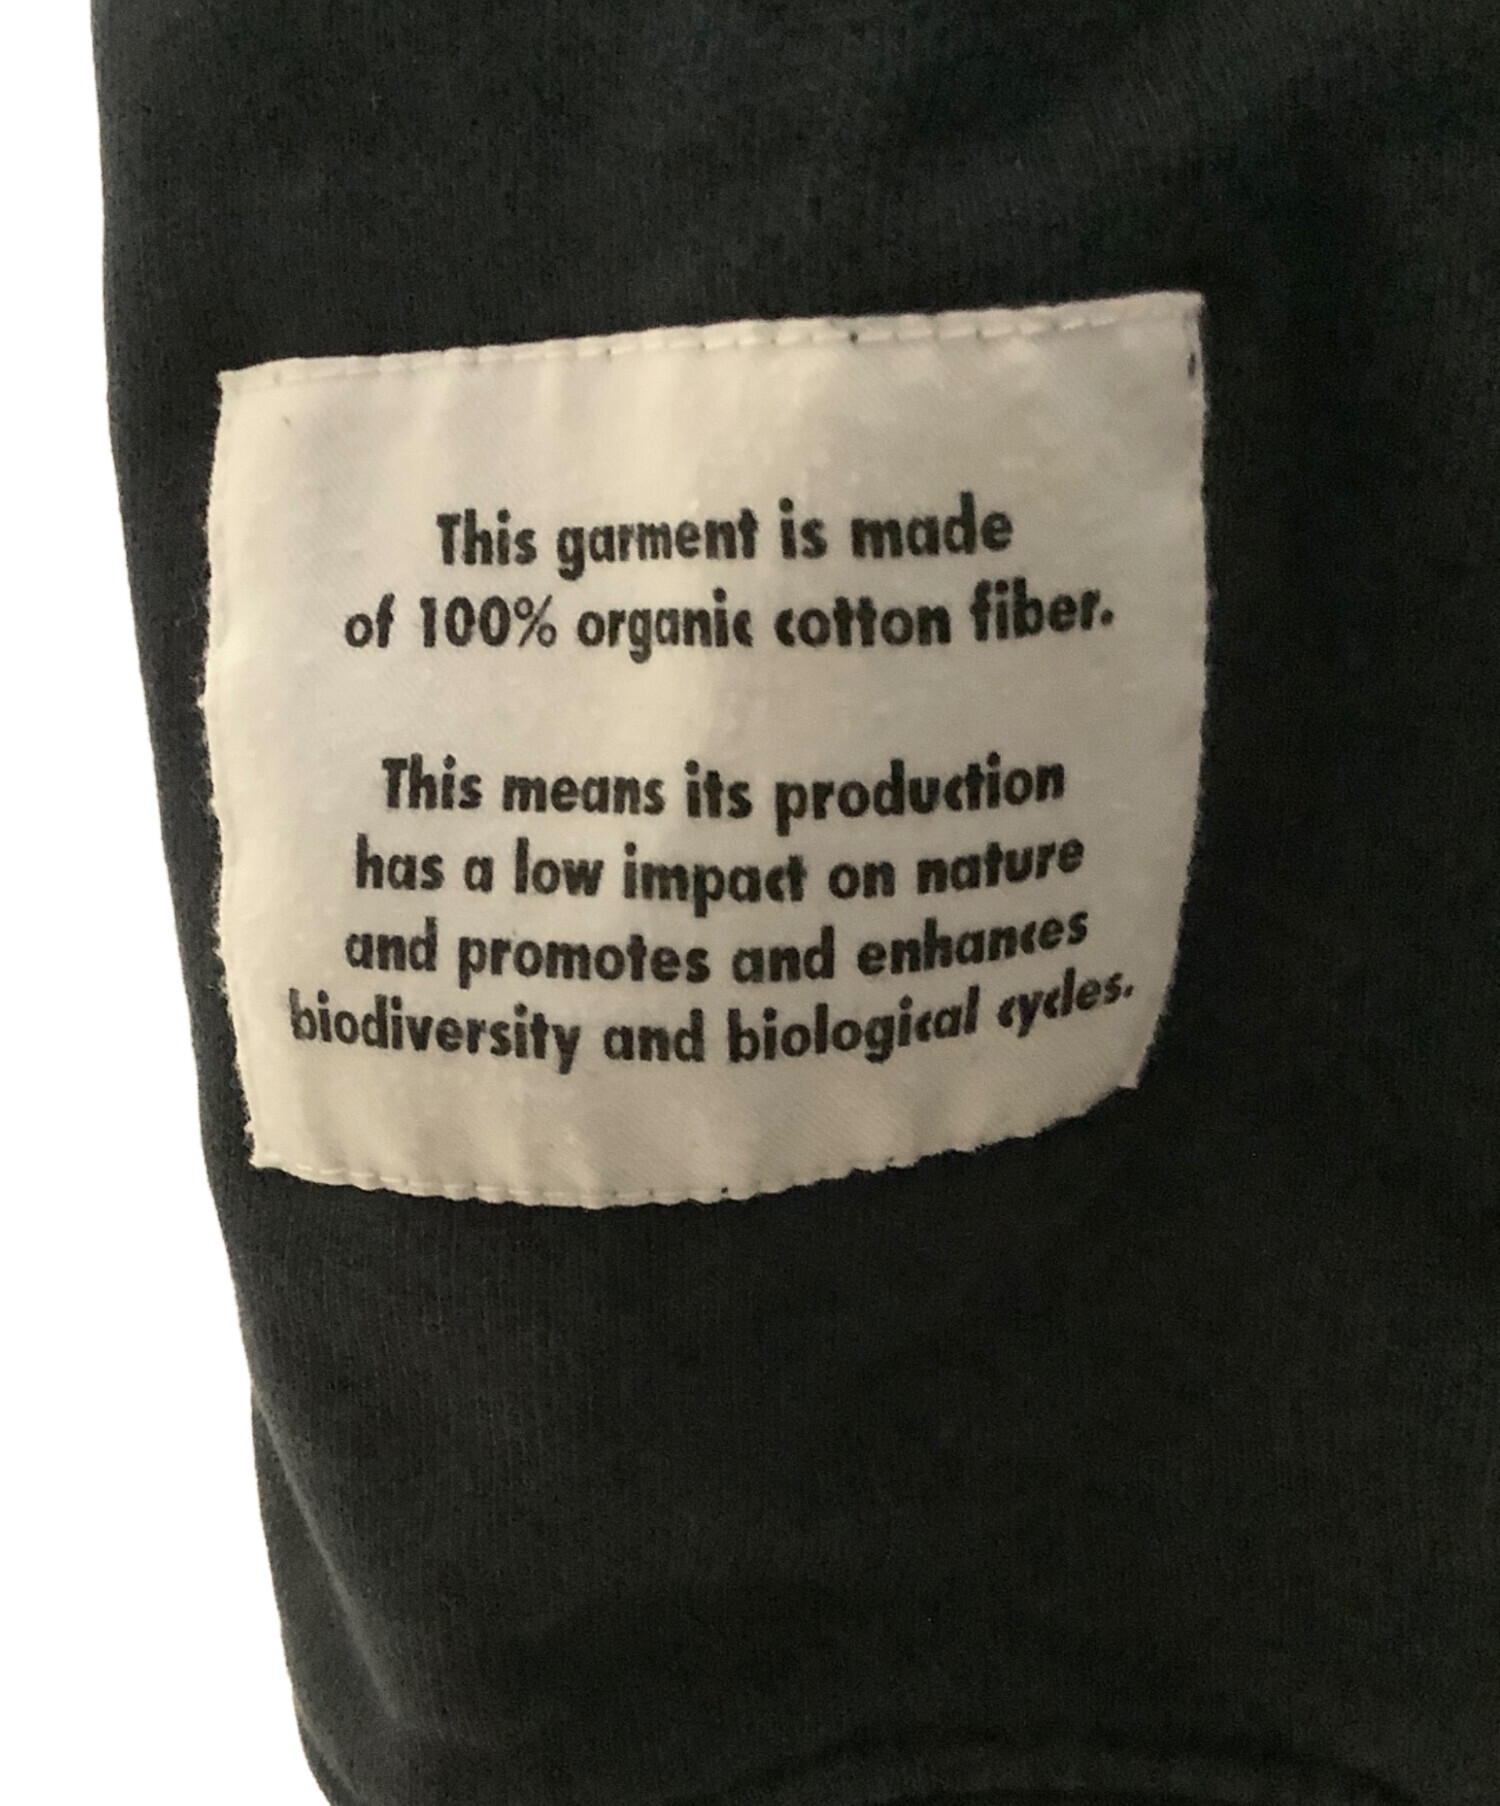 This garment is made
of 100% organic cotton fiber.
This means its production
has a low impact on nature
and promotes and enhances
biodiversity and biological cycles.